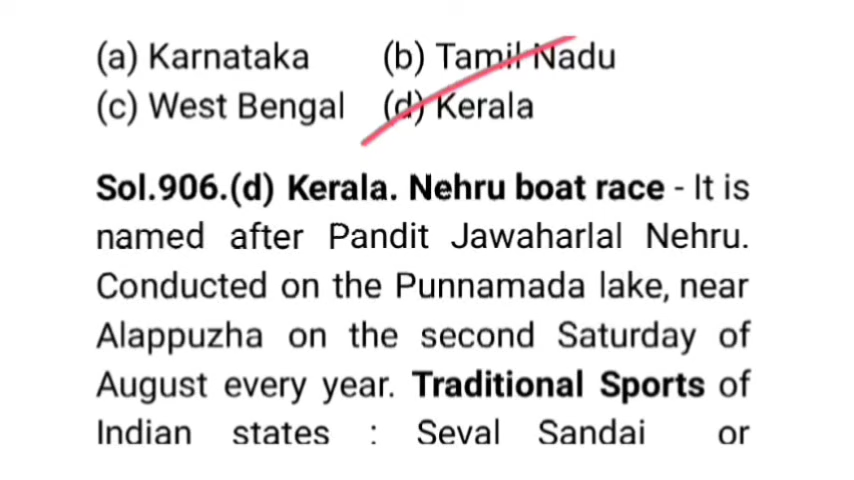 (a) Karnataka (b) Tamil Nadu
(c) West Bengal (d) Kerala
Sol.906.(d) Kerala. Nehru boat race - It is
named after Pandit Jawaharlal Nehru.
Conducted on the Punnamada lake, near
Alappuzha on the second Saturday of
August every year. Traditional Sports of
Indian states : Seval Sandai or